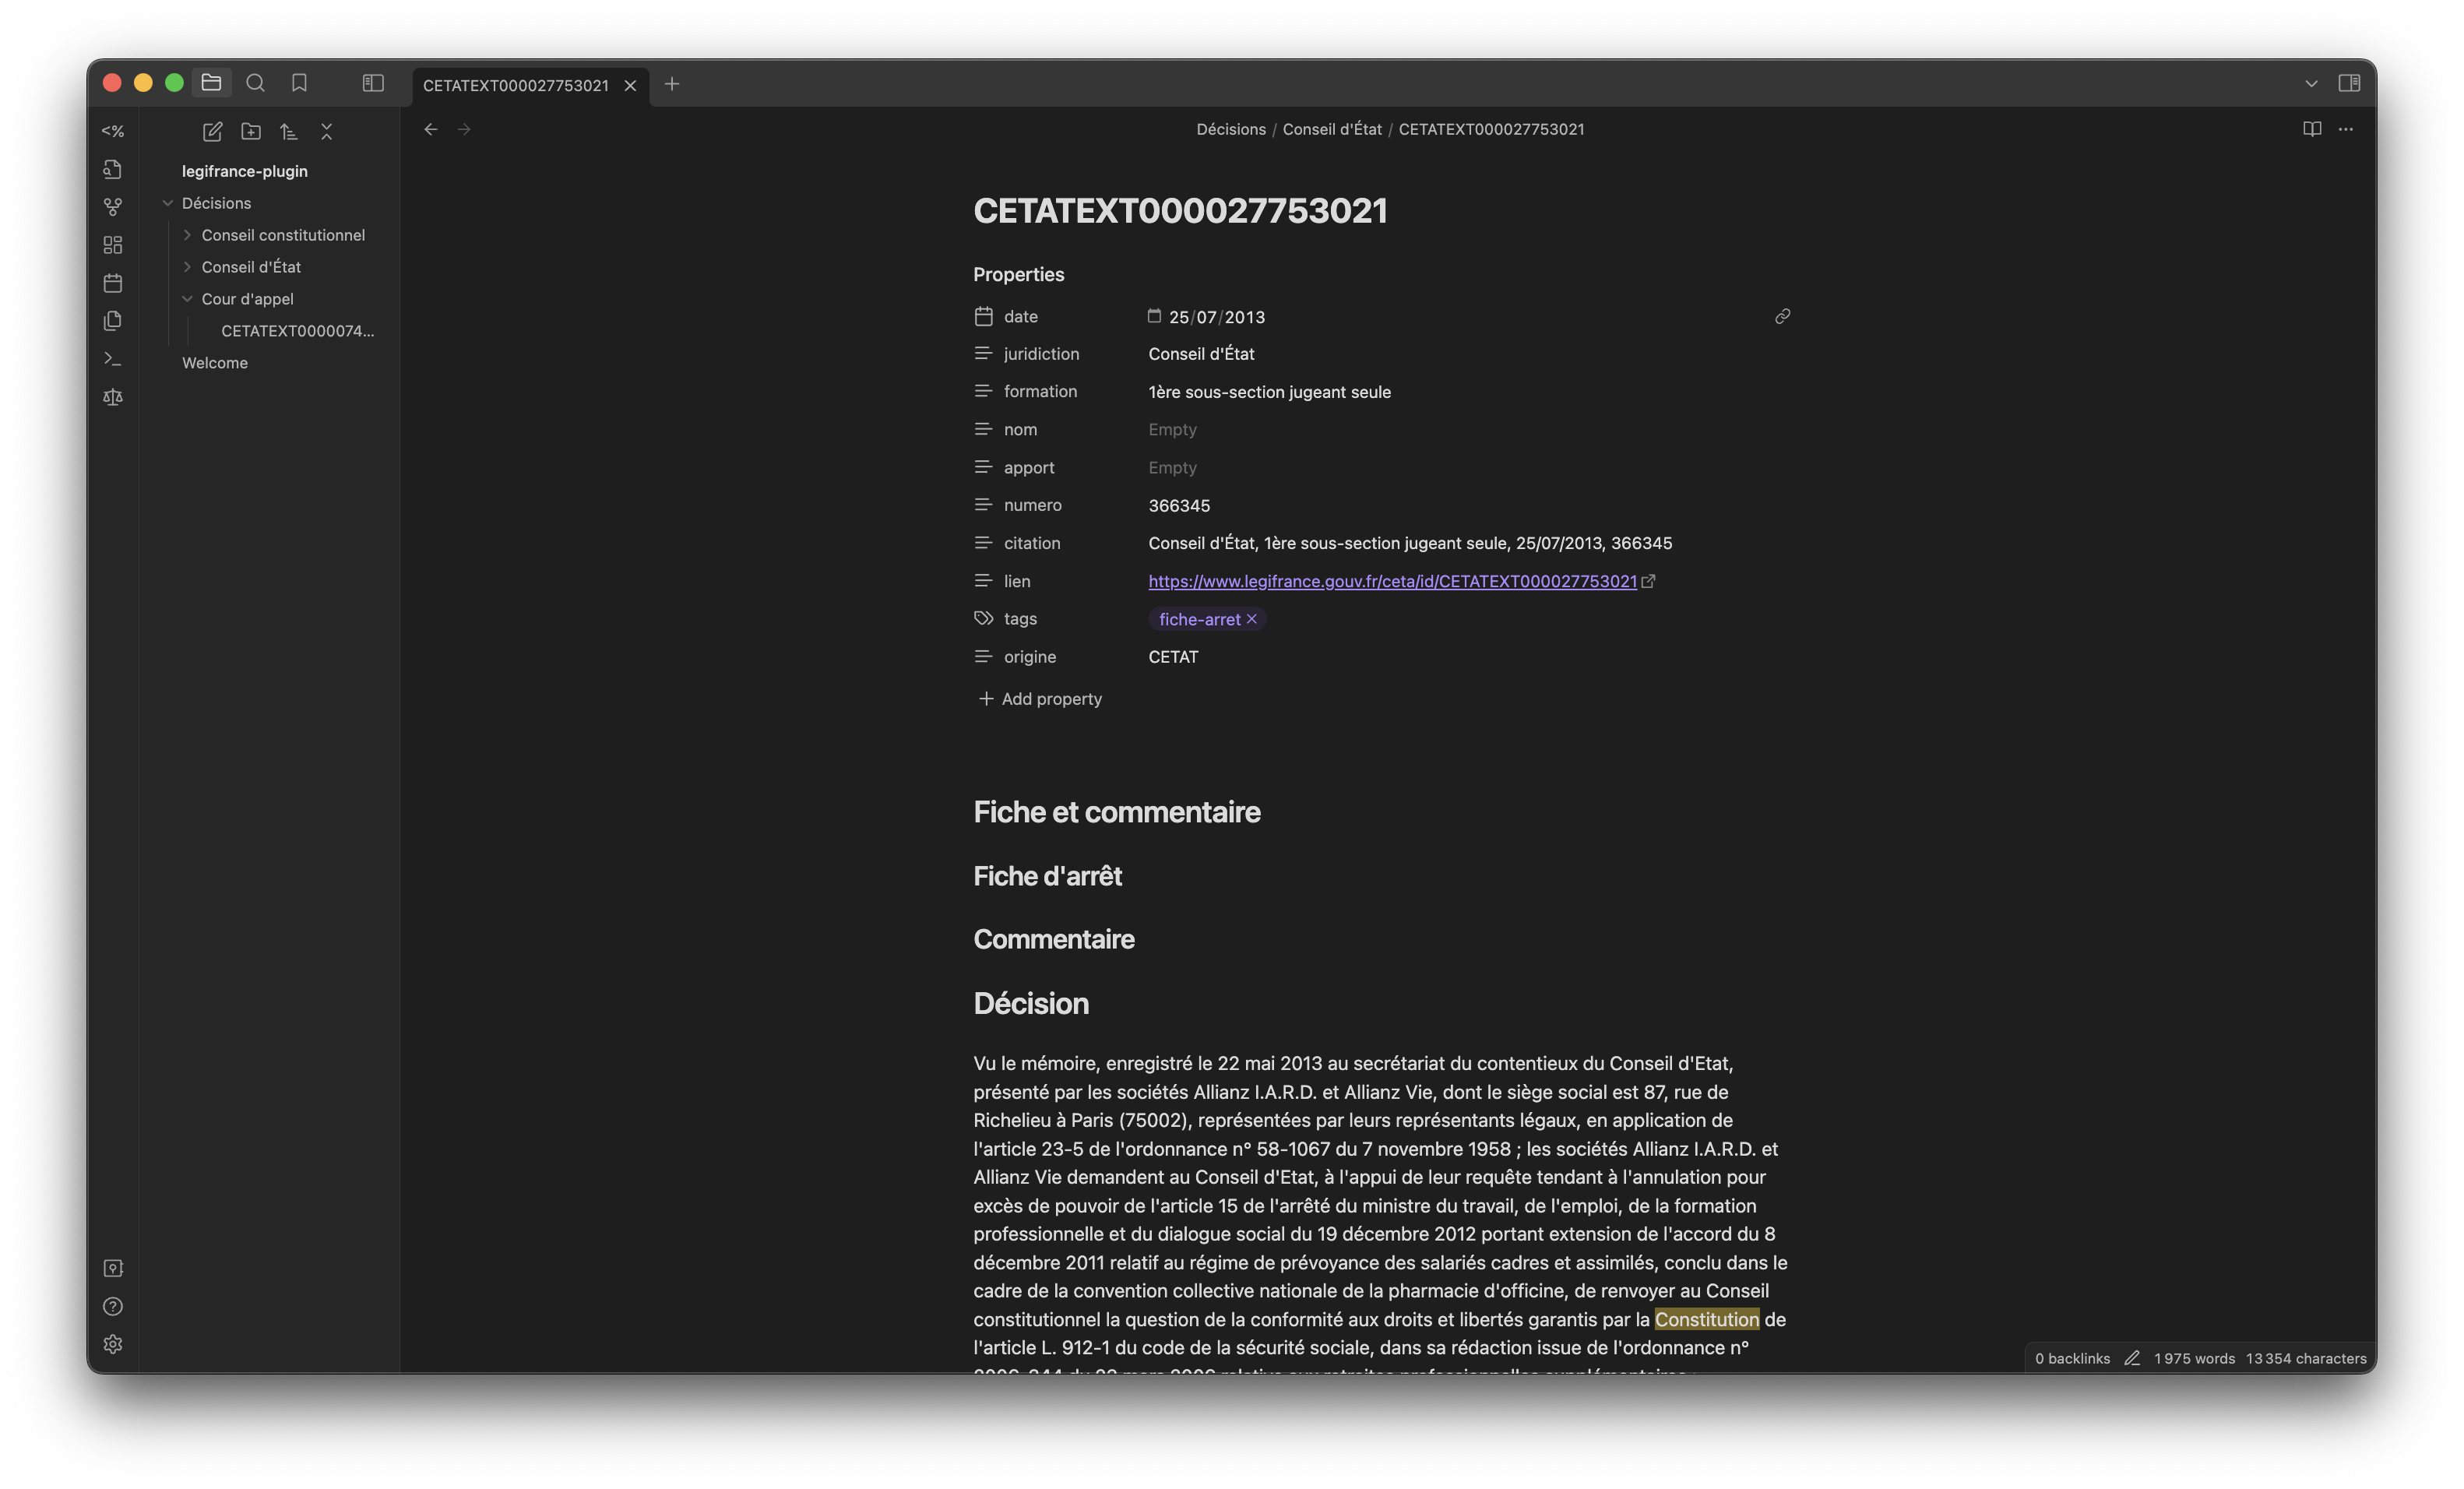 CETATEXT000027753021
<%
Décisions / Conseil d'État / CETATEXT000027753021
legifrance-plugin
Décisions
Conseil constitutionnel
Conseil d'État
Cour d'appel
CETATEXT0000074...
Welcome
CETATEXT000027753021
Properties
date 25/07/2013
juridiction Conseil d'État
formation 1ère sous-section jugeant seule
nom Empty
apport Empty
numero 366345
citation Conseil d'État, 1ère sous-section jugeant seule, 25/07/2013, 366345
lien https://www.legifrance.gouv.fr/ceta/id/CETATEXT000027753021
tags fiche-arret
origine CETAT
Add property
Fiche et commentaire
Fiche d'arrêt
Commentaire
Décision
Vu le mémoire, enregistré le 22 mai 2013 au secrétariat du contentieux du Conseil d'Etat,
présenté par les sociétés Allianz I.A.R.D. et Allianz Vie, dont le siège social est 87, rue de
Richelieu à Paris (75002), représentées par leurs représentants légaux, en application de
l'article 23-5 de l'ordonnance n° 58-1067 du 7 novembre 1958 ; les sociétés Allianz I.A.R.D. et
Allianz Vie demandent au Conseil d'Etat, à l'appui de leur requête tendant à l'annulation pour
excès de pouvoir de l'article 15 de l'arrêté du ministre du travail, de l'emploi, de la formation
professionnelle et du dialogue social du 19 décembre 2012 portant extension de l'accord du 8
décembre 2011 relatif au régime de prévoyance des salariés cadres et assimilés, conclu dans le
cadre de la convention collective nationale de la pharmacie d'officine, de renvoyer au Conseil
constitutionnel la question de la conformité aux droits et libertés garantis par la Constitution de
l'article L. 912-1 du code de la sécurité sociale, dans sa rédaction issue de l'ordonnance n°
2006-344 du 23 mars 2006 relative aux retraites professionnelles supplémentaires ;
0 backlinks 1 975 words 13 354 characters